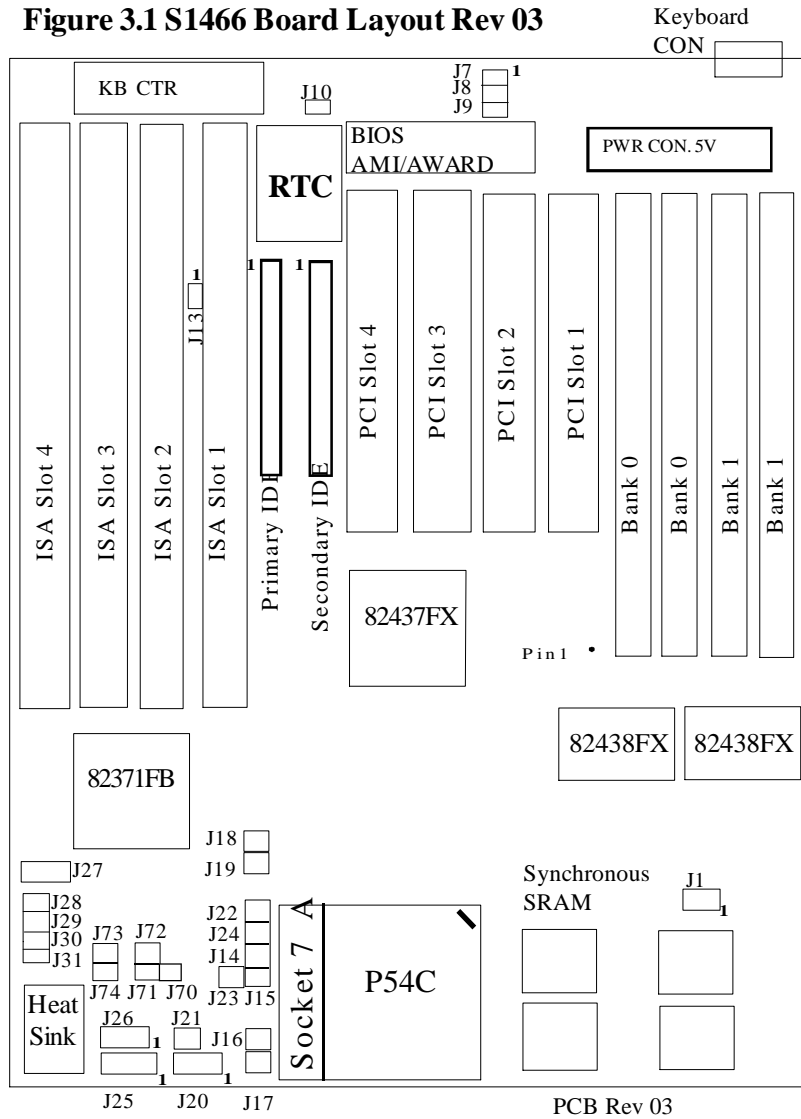 Figure 3.1 S1466 Board Layout Rev 03
Keyboard
CON
KB CTR
J10
J7
1
J8
J9
BIOS
AMI/AWARD
PWR CON. 5V
RTC
1
J13
1
1
ISA Slot 4
ISA Slot 3
ISA Slot 2
ISA Slot 1
Primary IDE
Secondary IDE
PCI Slot 4
PCI Slot 3
PCI Slot 2
PCI Slot 1
Bank 0
Bank 0
Bank 1
Bank 1
82437FX
Pin1
82438FX
82438FX
82371FB
J18
J19
J27
J28
J29
J30
J31
J73
J72
J74
J71
J70
J22
J24
J14
J23
J15
Socket 7 A
P54C
Synchronous
SRAM
J1
1
Heat
Sink
J26
1
J21
J16
1
1
J25
J20
J17
PCB Rev 03